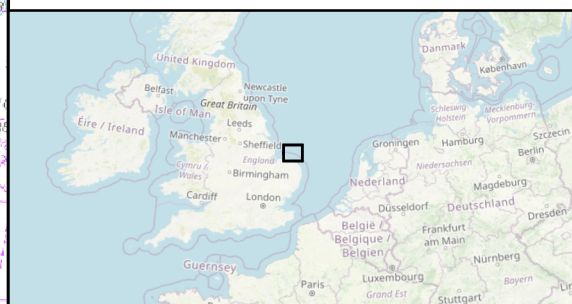 Danmark
United Kingdom
København
Belfast
Newcastle
upon Tyne
Great Britain
Isle of Man
Schleswig
Holstein
Mecklenburg-
Vorpommern
Éire / Ireland
Leeds
Manchester
Sheffield
Groningen
Hamburg
Szczecin
Cymru
Wales
England
Niedersachsen
Berlin
Birmingham
Nederland
Magdeburg
Cardiff
London
Düsseldorf
Deutschland
Dresden
België
Belgique /
Belgien
Frankfurt
am Main
Nürnberg
Guernsey
Luxembourg
Bayern
Paris
Grand Est
Stuttgart